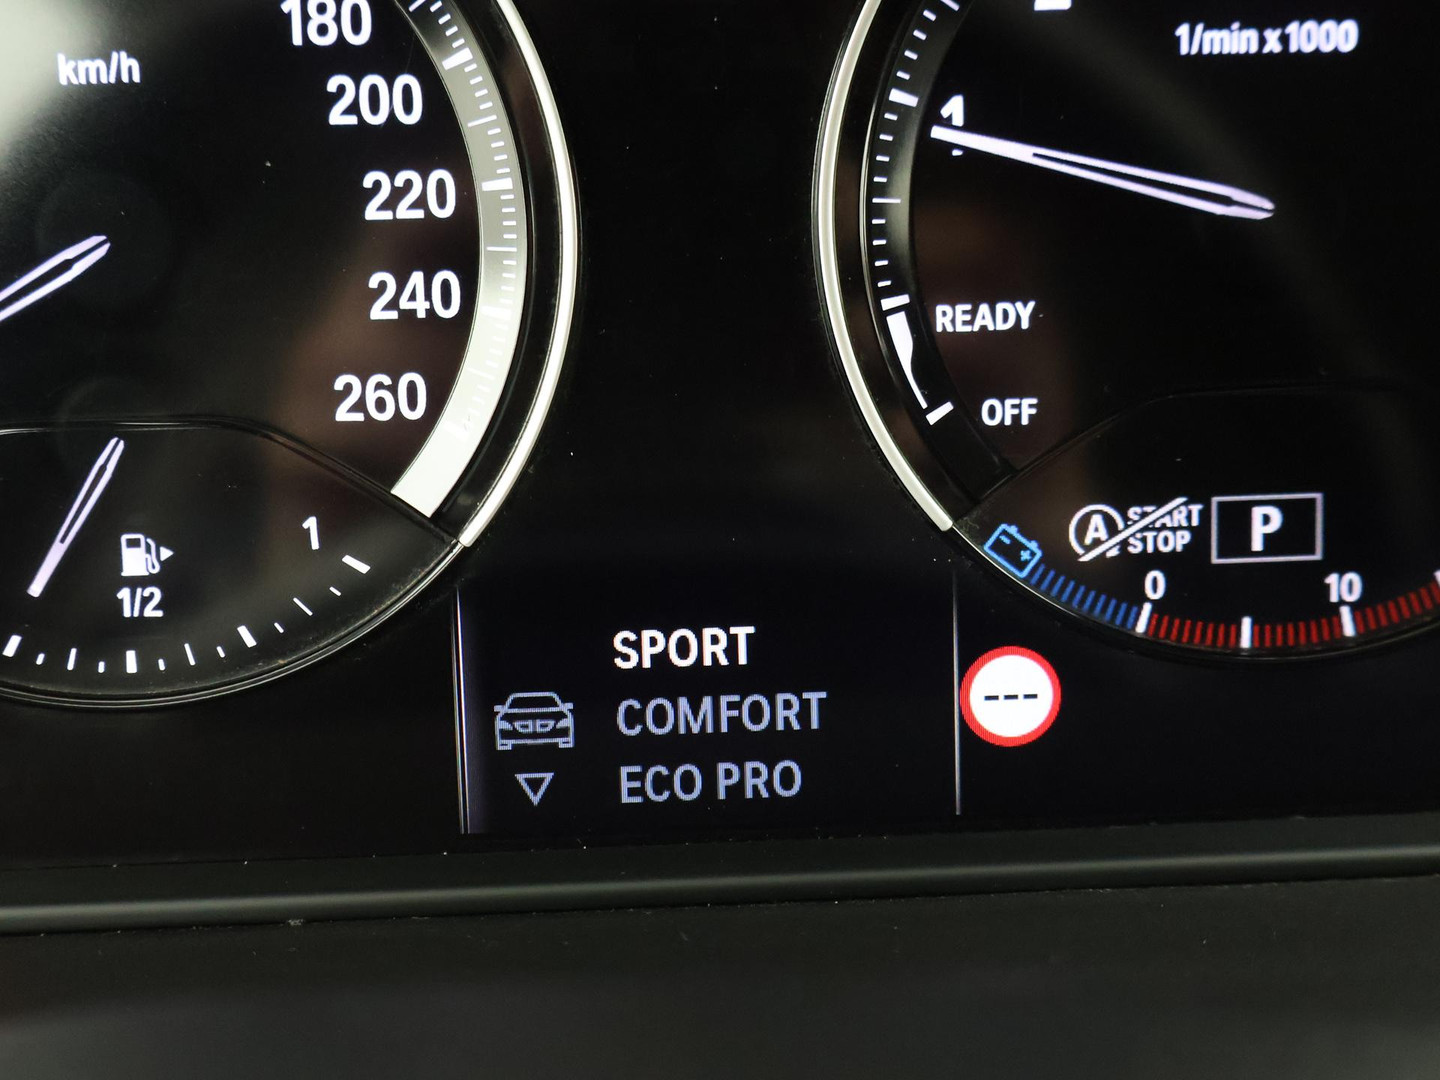 km/h
180
200
220
240
260
1
1/2
1/min x 1000
1
READY
OFF
A
START
STOP
P
0
10
SPORT
COMFORT
ECO PRO
---